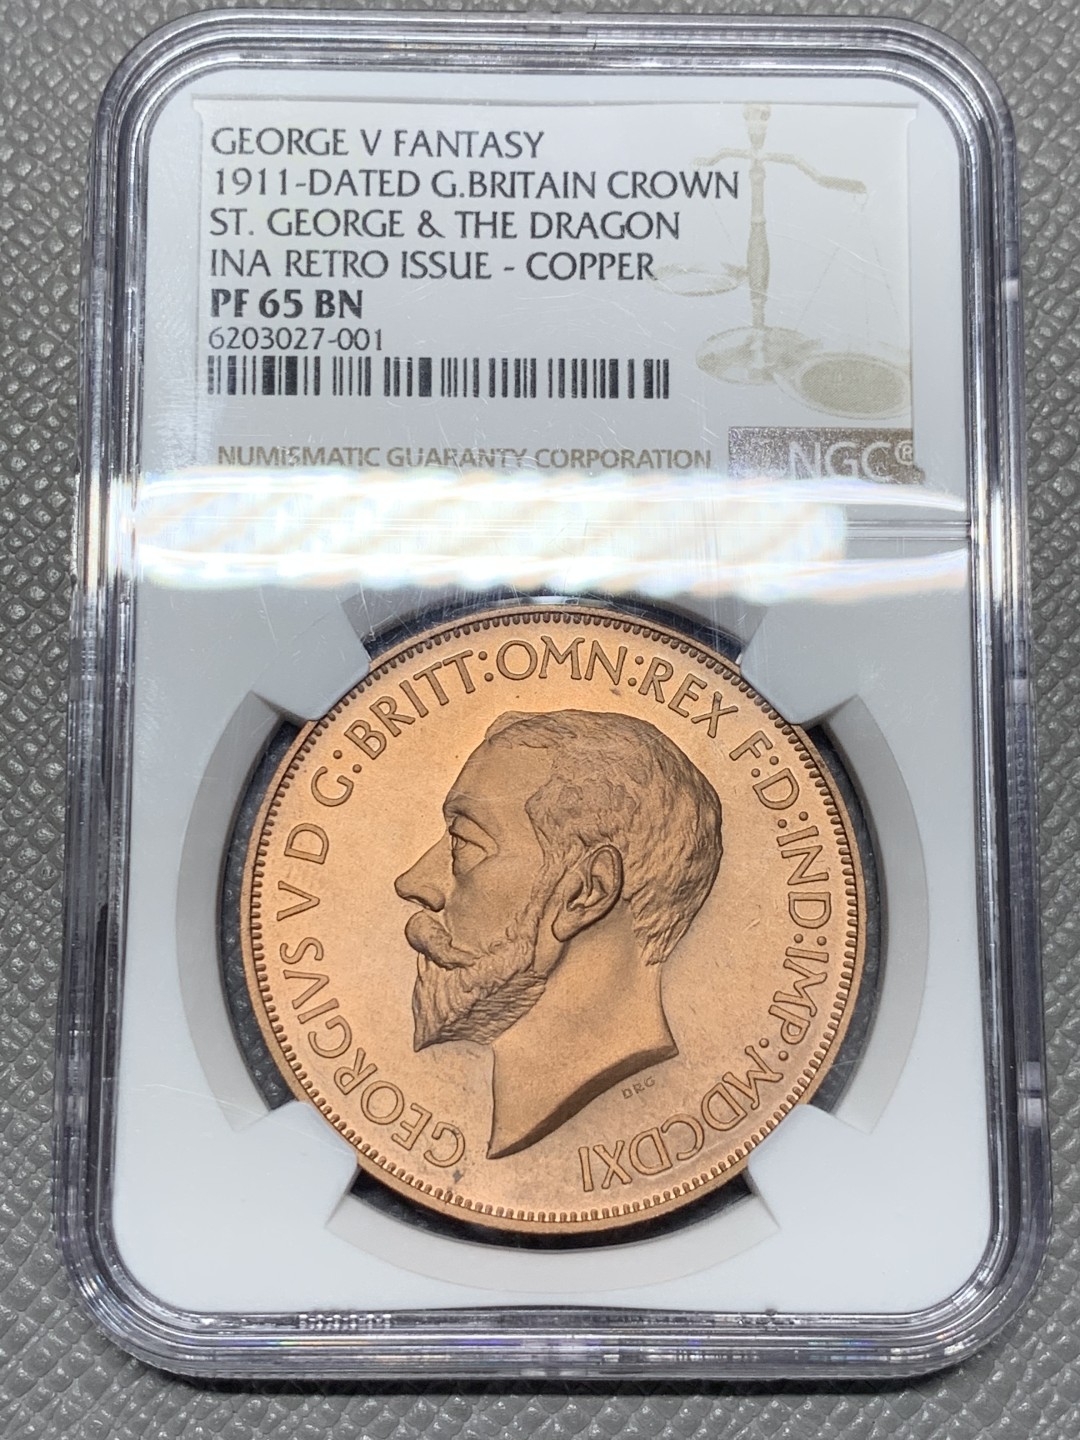 GEORGE V FANTASY
1911-DATED G.BRITAIN CROWN
ST. GEORGE & THE DRAGON
INA RETRO ISSUE - COPPER
PF 65 BN
6203027-001
NUMISMATIC GUARANTY CORPORATION
NGC®
GEORGIVS V D G: BRITT: OMN: REX F: D: IND: IMP: MDCDXI
DRG